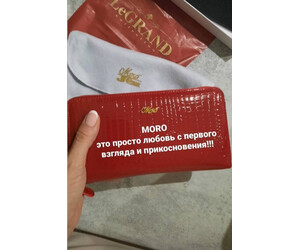 LeGRAND
MORO
это просто любовь с первого
взгляда и прикосновения!!!